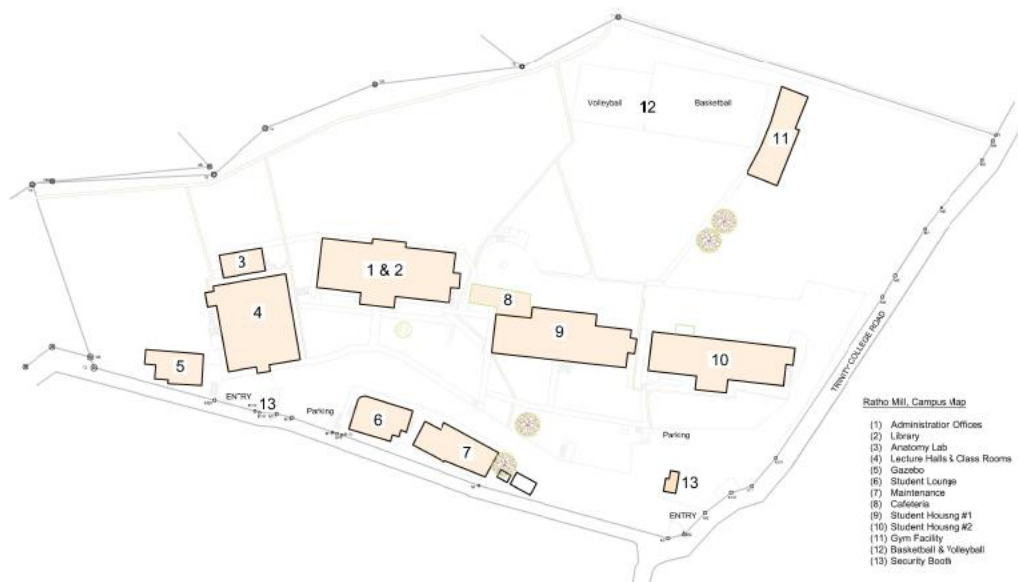 Volleyball
12
Basketball
11
3
1 & 2
4
8
9
5
10
TRINITY COLLEGE ROAD
ENTRY
13
Parking
6
7
Parking
13
ENTRY
Ratho Mill, Campus Map
(1) Administration Offices
(2) Library
(3) Anatomy Lab
(4) Lecture Halls & Class Rooms
(5) Gazebo
(6) Student Lounge
(7) Maintenance
(8) Cafeteria
(9) Student Housng #1
(10) Student Housng #2
(11) Gym Facility
(12) Basketball & Volleyball
(13) Security Booth